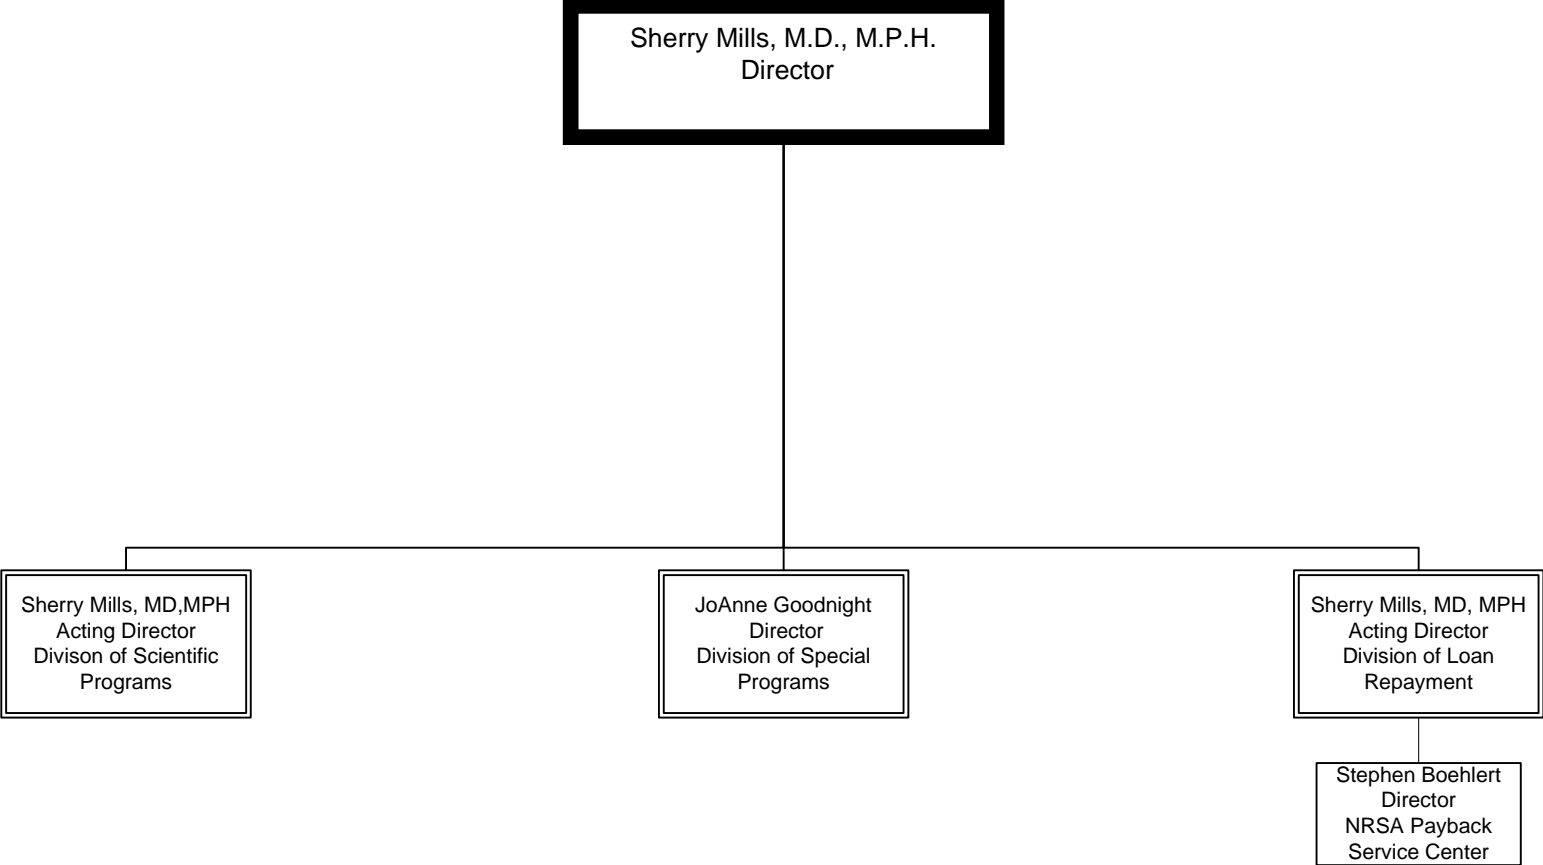 Sherry Mills, M.D., M.P.H.
Director
Sherry Mills, MD,MPH
Acting Director
Divison of Scientific
Programs
JoAnne Goodnight
Director
Division of Special
Programs
Sherry Mills, MD, MPH
Acting Director
Division of Loan
Repayment
Stephen Boehlert
Director
NRSA Payback
Service Center